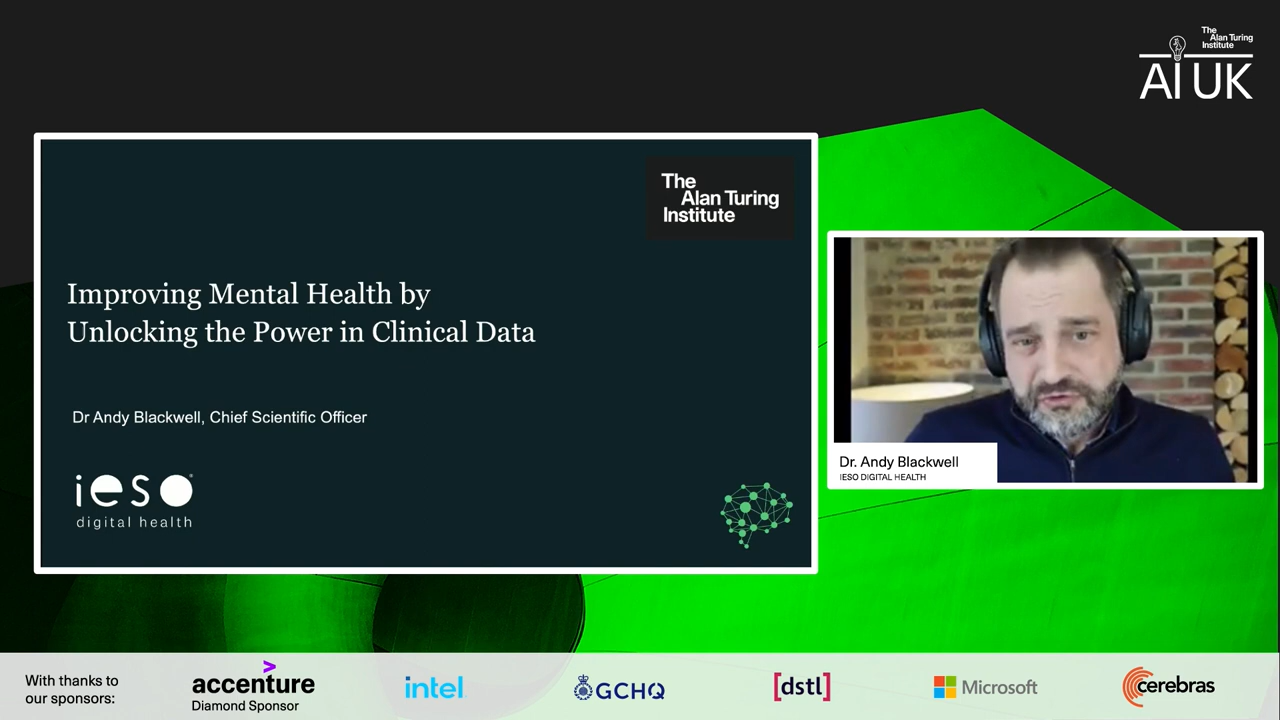 The
Alan Turing
Institute
AI UK
The
Alan Turing
Institute
Improving Mental Health by
Unlocking the Power in Clinical Data
Dr Andy Blackwell, Chief Scientific Officer
ieso
digital health
Dr. Andy Blackwell
IESO DIGITAL HEALTH
With thanks to
our sponsors:
accenture
Diamond Sponsor
intel
GCHQ
[dstl]
Microsoft
cerebras